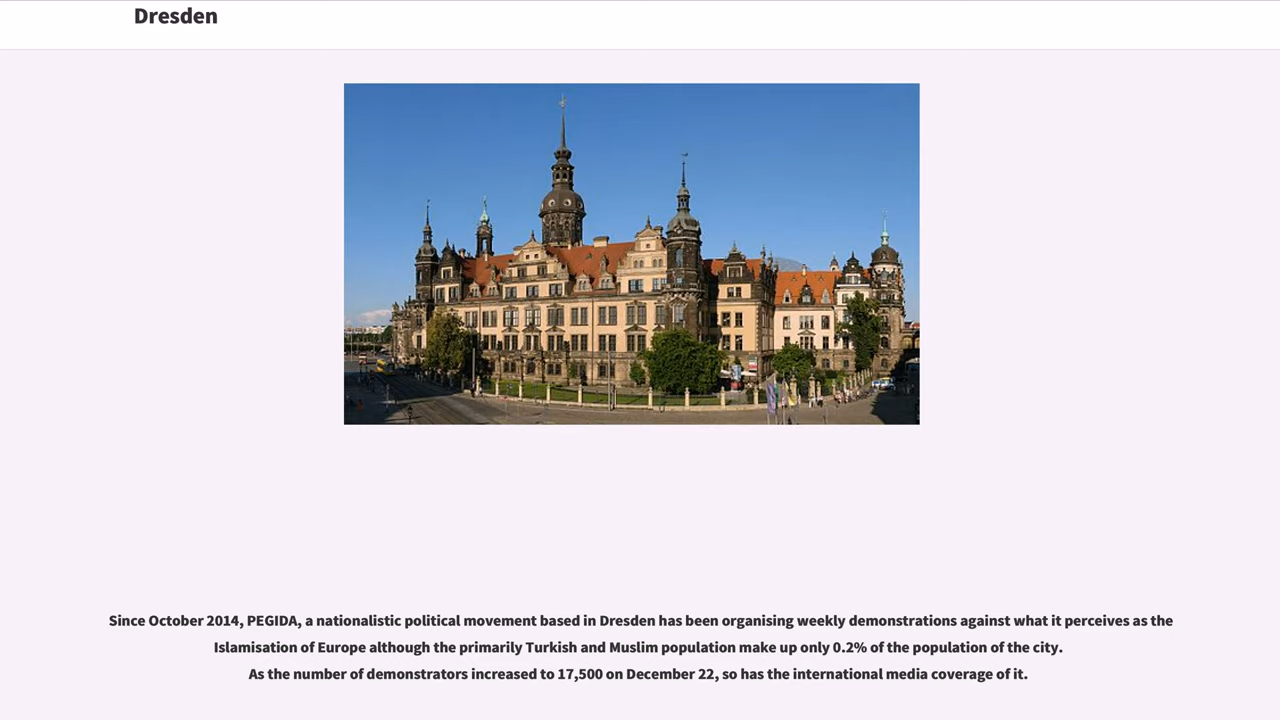 Dresden
Since October 2014, PEGIDA, a nationalistic political movement based in Dresden has been organising weekly demonstrations against what it perceives as the
Islamisation of Europe although the primarily Turkish and Muslim population make up only 0.2% of the population of the city.
As the number of demonstrators increased to 17,500 on December 22, so has the international media coverage of it.